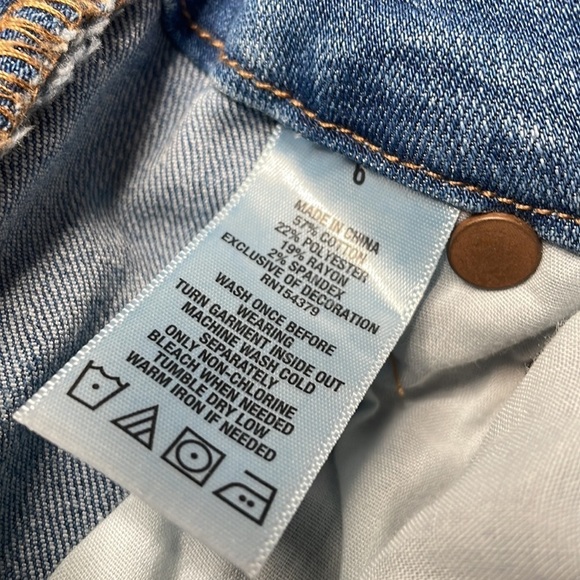 6
MADE IN CHINA
57% COTTON
22% POLYESTER
19% RAYON
2% SPANDEX
EXCLUSIVE OF DECORATION
RN154379
WASH ONCE BEFORE
WEARING
TURN GARMENT INSIDE OUT
MACHINE WASH COLD
SEPARATELY
ONLY NON-CHLORINE
BLEACH WHEN NEEDED
TUMBLE DRY LOW
WARM IRON IF NEEDED